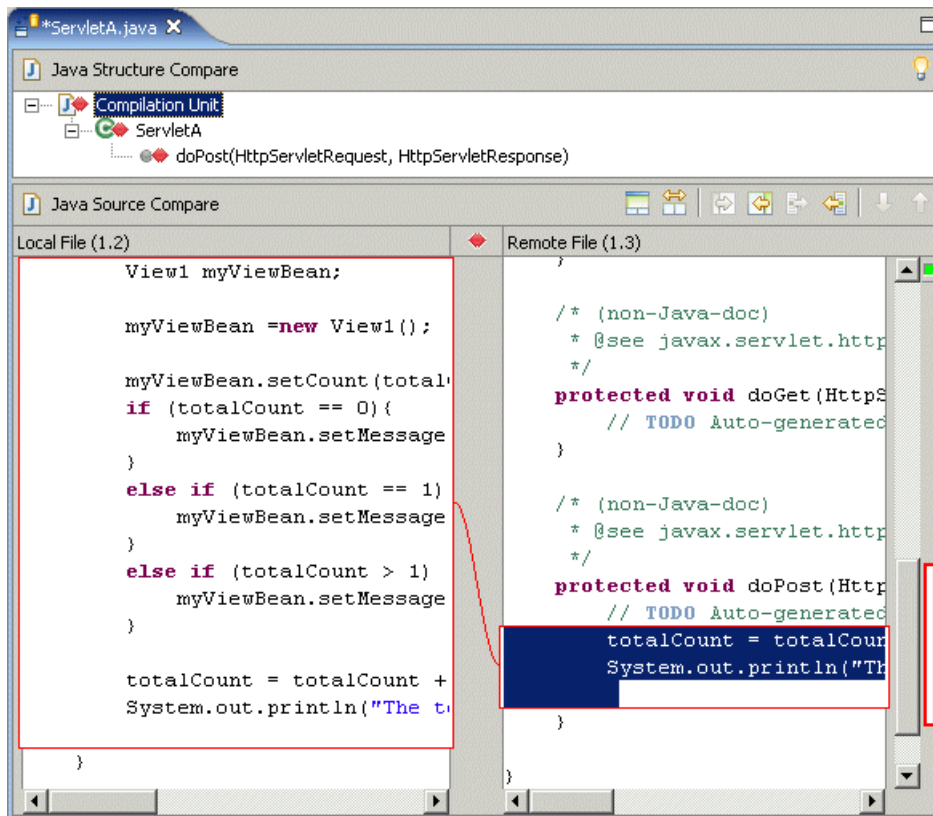 *ServletA.java
Java Structure Compare
Compilation Unit
ServletA
doPost(HttpServletRequest, HttpServletResponse)
Java Source Compare
Local File (1.2)
View1 myViewBean;
myViewBean =new View1();
myViewBean.setCount(total
if (totalCount == 0){
myViewBean.setMessage
}
else if (totalCount == 1)
myViewBean.setMessage
}
else if (totalCount > 1)
myViewBean.setMessage
}
totalCount = totalCount +
System.out.println("The t
}
Remote File (1.3)
}
/* (non-Java-doc)
* @see javax.servlet.http
*/
protected void doGet(HttpS
// TODO Auto-generated
}
/* (non-Java-doc)
* @see javax.servlet.http
*/
protected void doPost(Http
// TODO Auto-generated
totalCount = totalCoun
System.out.println("Th
}
}